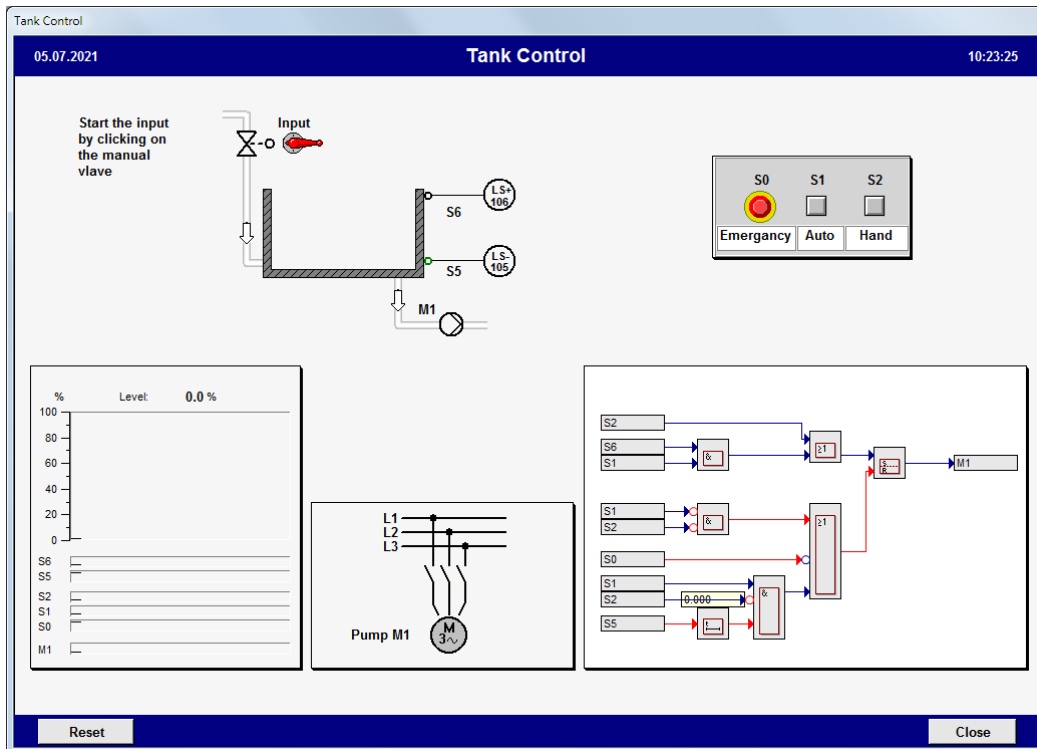 Tank Control
05.07.2021
Tank Control
10:23:25
Start the input
by clicking on
the manual
vlave
Input
LS+
106
S6
LS-
105
S5
M1
S0 S1 S2
Emergancy Auto Hand
% Level: 0.0 %
100
80
60
40
20
0
S6
S5
S2
S1
S0
M1
L1
L2
L3
M
3~
Pump M1
S2
S6
S1
&
≥1
S
R
M1
S1
S2
&
≥1
S0
S1
S2
0.000
&
S5
t
Reset
Close